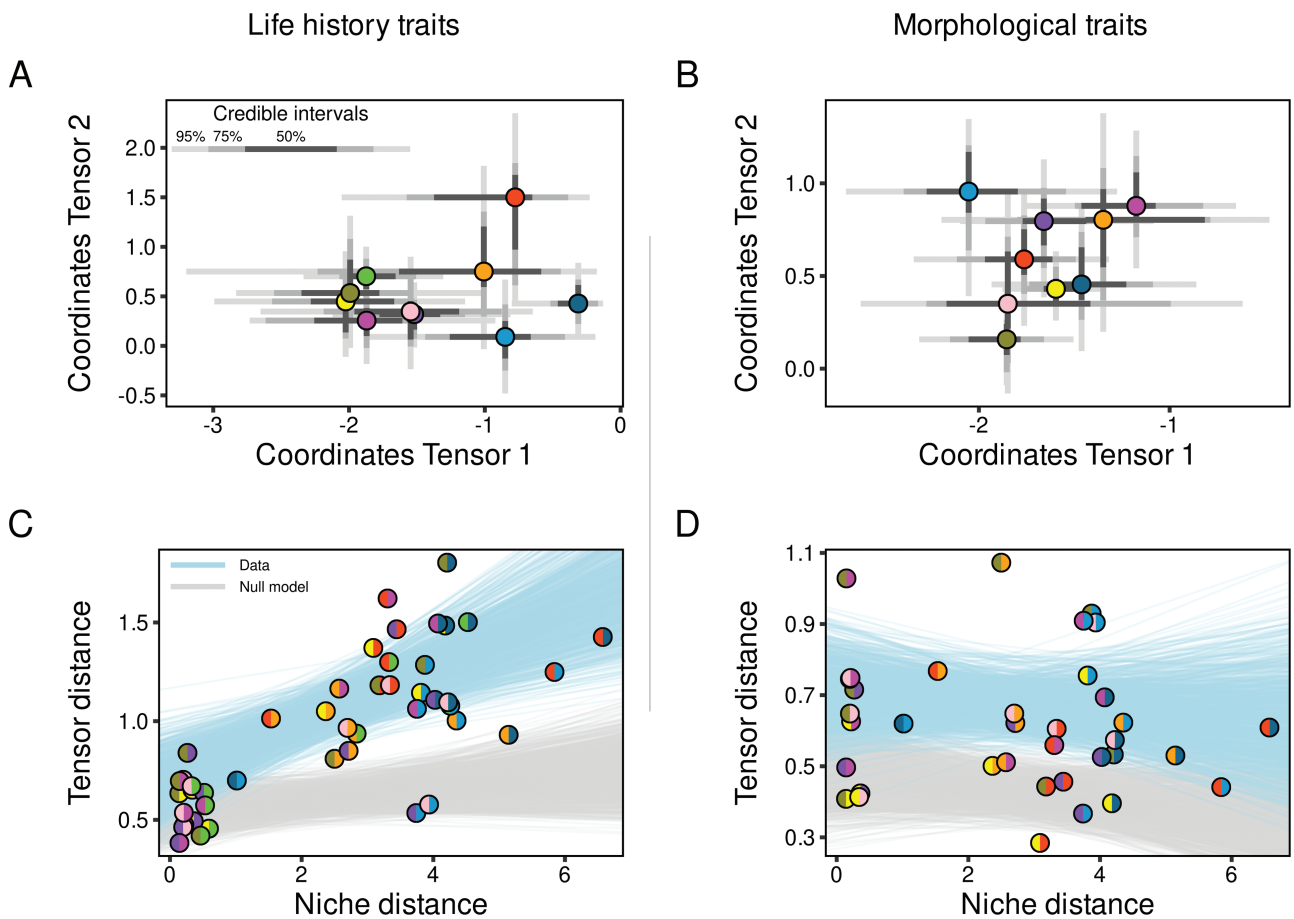 Life history traits
Morphological traits
A
Credible intervals
95% 75% 50%
Coordinates Tensor 2
2.0
1.5
1.0
0.5
0.0
-0.5
-3 -2 -1 0
Coordinates Tensor 1
B
Coordinates Tensor 2
1.0
0.5
0.0
-2 -1
Coordinates Tensor 1
C
Data
Null model
Tensor distance
1.5
1.0
0.5
0 2 4 6
Niche distance
D
Tensor distance
1.1
0.9
0.7
0.5
0.3
0 2 4 6
Niche distance